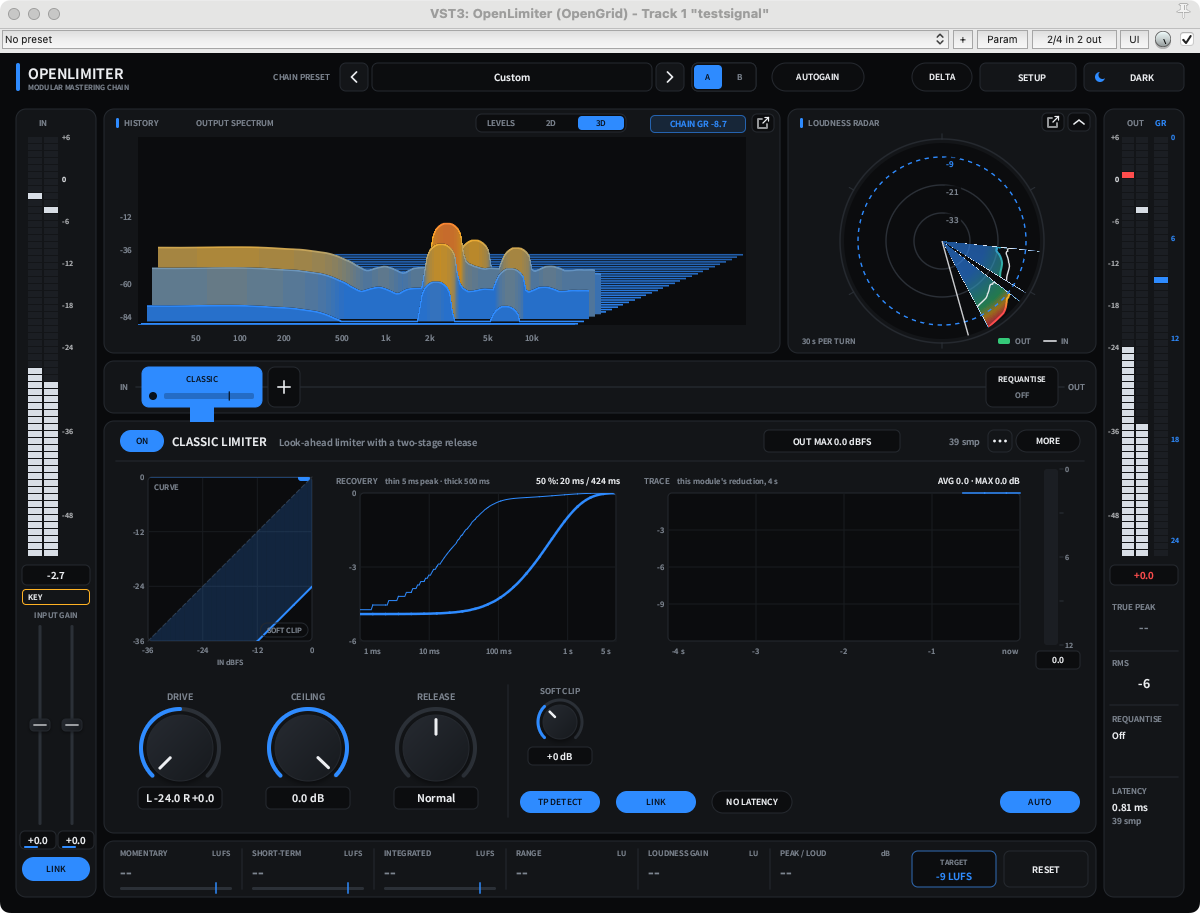 VST3: OpenLimiter (OpenGrid) - Track 1 "testsignal"
No preset
+
Param
2/4 in 2 out
UI
OPENLIMITER
MODULAR MASTERING CHAIN
CHAIN PRESET
Custom
A
B
AUTOGAIN
DELTA
SETUP
DARK
IN
+6
0
-6
-12
-18
-24
-36
-48
-2.7
KEY
INPUT GAIN
+0.0
+0.0
LINK
HISTORY
OUTPUT SPECTRUM
LEVELS
2D
3D
CHAIN GR -8.7
-12
-36
-60
-84
50
100
200
500
1k
2k
5k
10k
LOUDNESS RADAR
-9
-21
-33
30 s PER TURN
OUT
IN
IN
CLASSIC
+
REQUANTISE
OFF
OUT
ON
CLASSIC LIMITER
Look-ahead limiter with a two-stage release
OUT MAX 0.0 dBFS
39 smp
MORE
CURVE
0
-12
-24
-36
SOFT CLIP
-36
-24
-12
0
IN dBFS
RECOVERY
thin 5 ms peak · thick 500 ms
50 %: 20 ms / 424 ms
0
-3
-6
1 ms
10 ms
100 ms
1 s
5 s
TRACE
this module's reduction, 4 s
AVG 0.0 · MAX 0.0 dB
-3
-6
-9
-4 s
-3
-2
-1
now
0
6
12
0.0
DRIVE
CEILING
RELEASE
SOFT CLIP
L -24.0 R +0.0
0.0 dB
Normal
+0 dB
TP DETECT
LINK
NO LATENCY
AUTO
MOMENTARY
LUFS
--
SHORT-TERM
LUFS
--
INTEGRATED
LUFS
--
RANGE
LU
--
LOUDNESS GAIN
LU
--
PEAK / LOUD
dB
--
TARGET
-9 LUFS
RESET
OUT
GR
+6
0
-6
-12
-18
-24
-36
-48
0
6
12
18
24
+0.0
TRUE PEAK
--
RMS
-6
REQUANTISE
Off
LATENCY
0.81 ms
39 smp